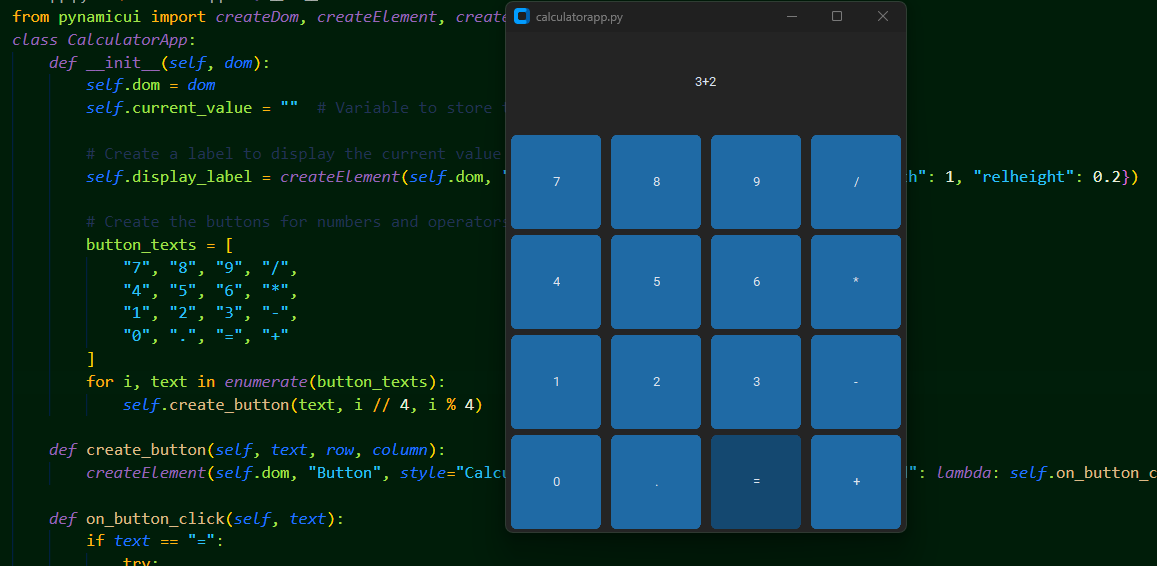 from pynamicui import createDom, createElement,
class CalculatorApp:
def __init__(self, dom):
self.dom = dom
self.current_value = "" # Variable to store
# Create a label to display the current value
self.display_label = createElement(self.dom, "
": 1, "relheight": 0.2})
# Create the buttons for numbers and operators
button_texts = [
"7", "8", "9", "/",
"4", "5", "6", "*",
"1", "2", "3", "-",
"0", ".", "=", "+"
]
for i, text in enumerate(button_texts):
self.create_button(text, i // 4, i % 4)
def create_button(self, text, row, column):
createElement(self.dom, "Button", style="Calcu
": lambda: self.on_button_c
def on_button_click(self, text):
if text == "=":
try:
calculatorapp.py
3+2
7 8 9 /
4 5 6 *
1 2 3 -
0 . = +